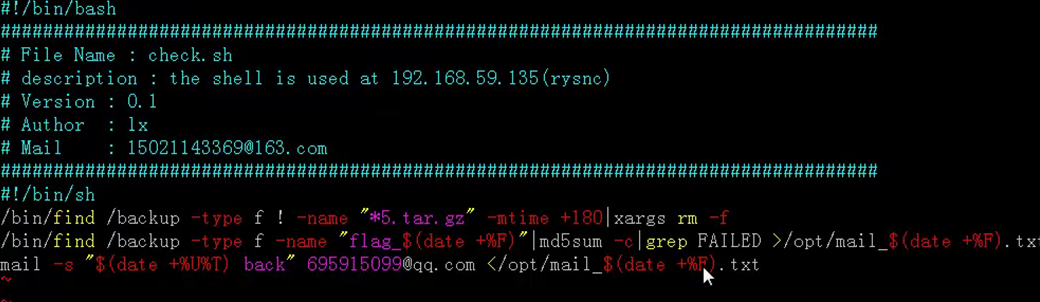 #!/bin/bash
################################################################################
# File Name : check.sh
# description : the shell is used at 192.168.59.135(rysnc)
# Version : 0.1
# Author  : lx
# Mail    : 15021143369@163.com
################################################################################
#!/bin/sh
/bin/find /backup -type f ! -name "*5.tar.gz" -mtime +180|xargs rm -f
/bin/find /backup -type f -name "flag_$(date +%F)"|md5sum -c|grep FAILED >/opt/mail_$(date +%F).txt
mail -s "$(date +%U%T) back" 695915099@qq.com </opt/mail_$(date +%F).txt
~
~